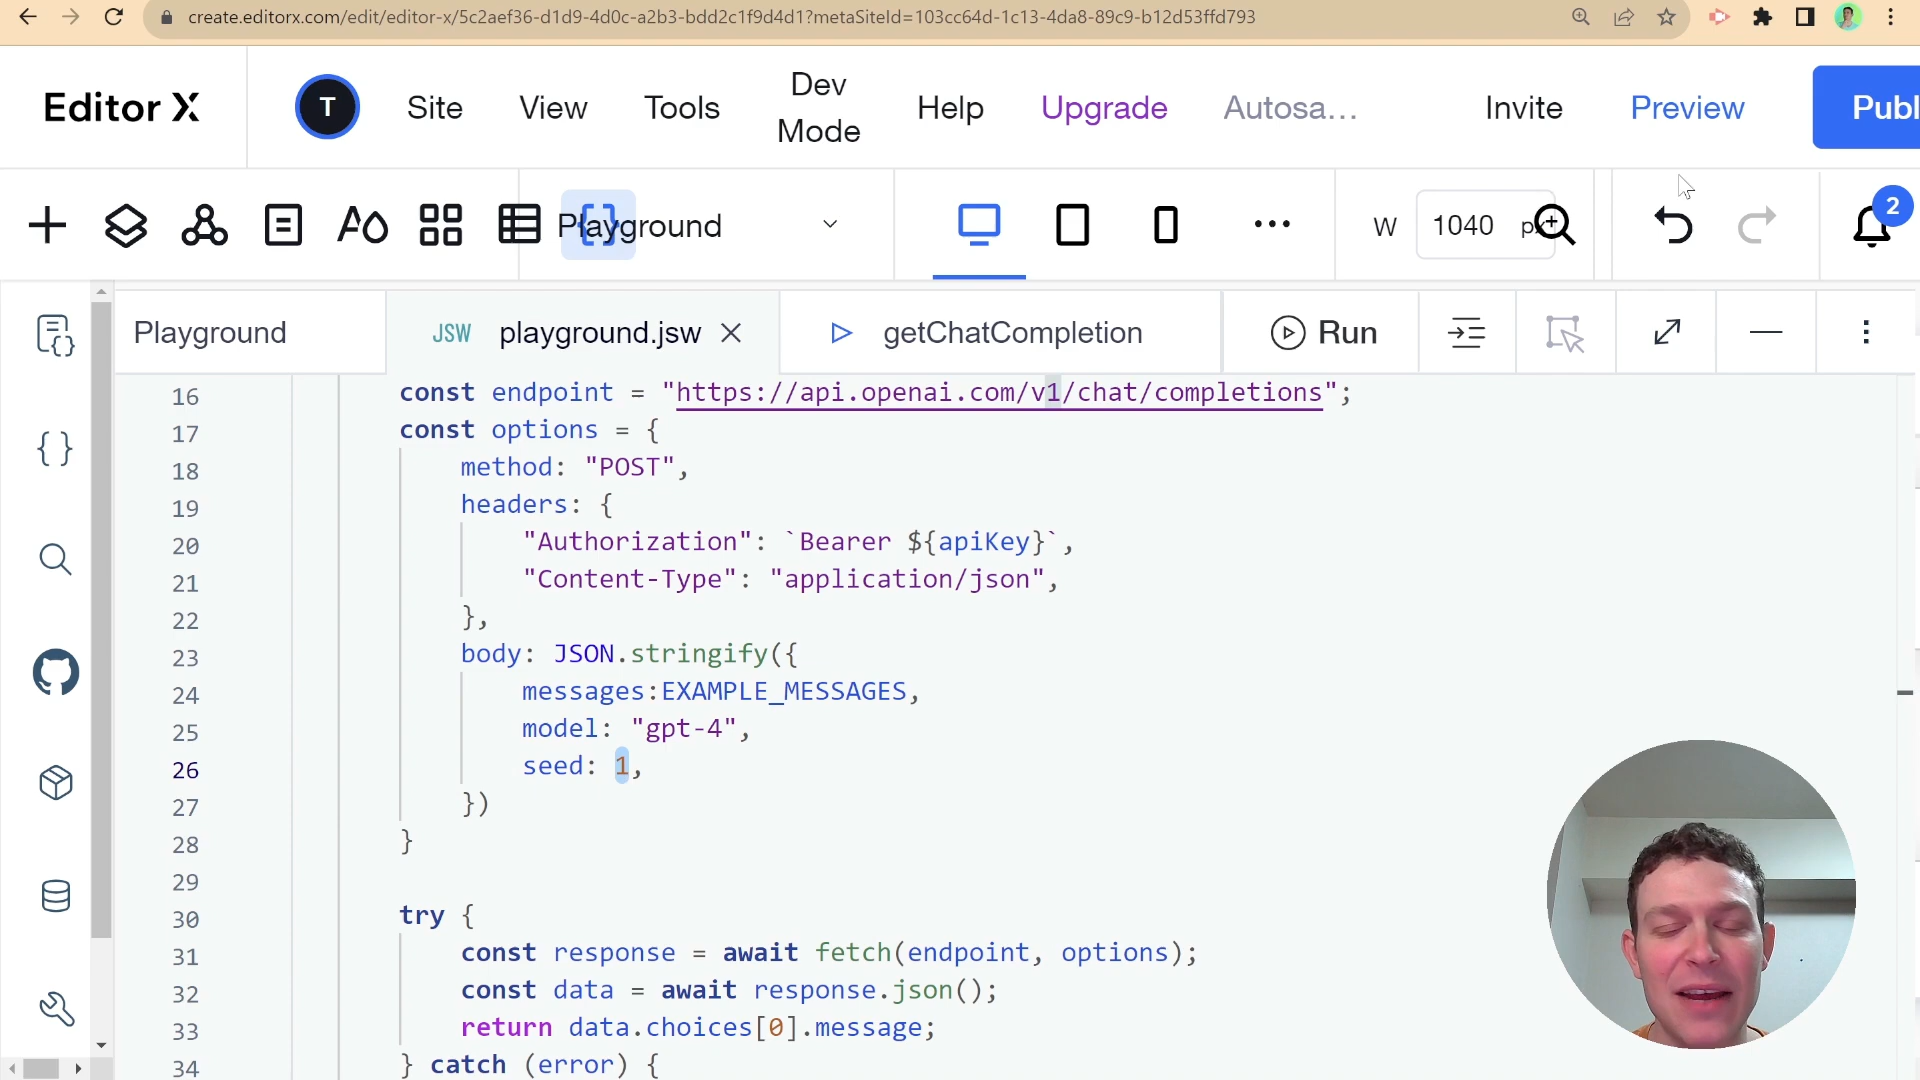 create.editorx.com/edit/editor-x/5c2aef36-d1d9-4d0c-a2b3-bdd2c1f9d4d1?metaSiteId=103cc64d-1c13-4da8-89c9-b12d53ffd793
Editor X
T
Site
View
Tools
Dev
Mode
Help
Upgrade
Autosa...
Invite
Preview
Publ
Playground
W
1040
px
2
Playground
JSW
playground.jsw
getChatCompletion
Run
16 const endpoint = "https://api.openai.com/v1/chat/completions";
17 const options = {
18 method: "POST",
19 headers: {
20 "Authorization": `Bearer ${apiKey}`,
21 "Content-Type": "application/json",
22 },
23 body: JSON.stringify({
24 messages:EXAMPLE_MESSAGES,
25 model: "gpt-4",
26 seed: 1,
27 })
28 }
29
30 try {
31 const response = await fetch(endpoint, options);
32 const data = await response.json();
33 return data.choices[0].message;
34 } catch (error) {